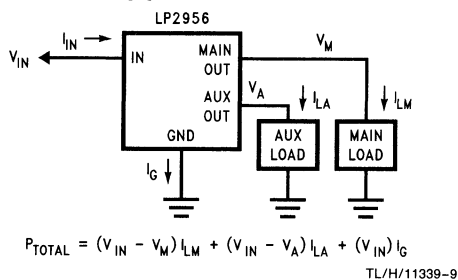 LP2956
I_IN →
V_IN
IN
MAIN OUT
V_M
AUX OUT
V_A
↓ I_LA
↓ I_LM
GND
AUX LOAD
MAIN LOAD
I_G ↓
P_TOTAL = (V_IN − V_M) I_LM + (V_IN − V_A) I_LA + (V_IN) I_G
TL/H/11339-9